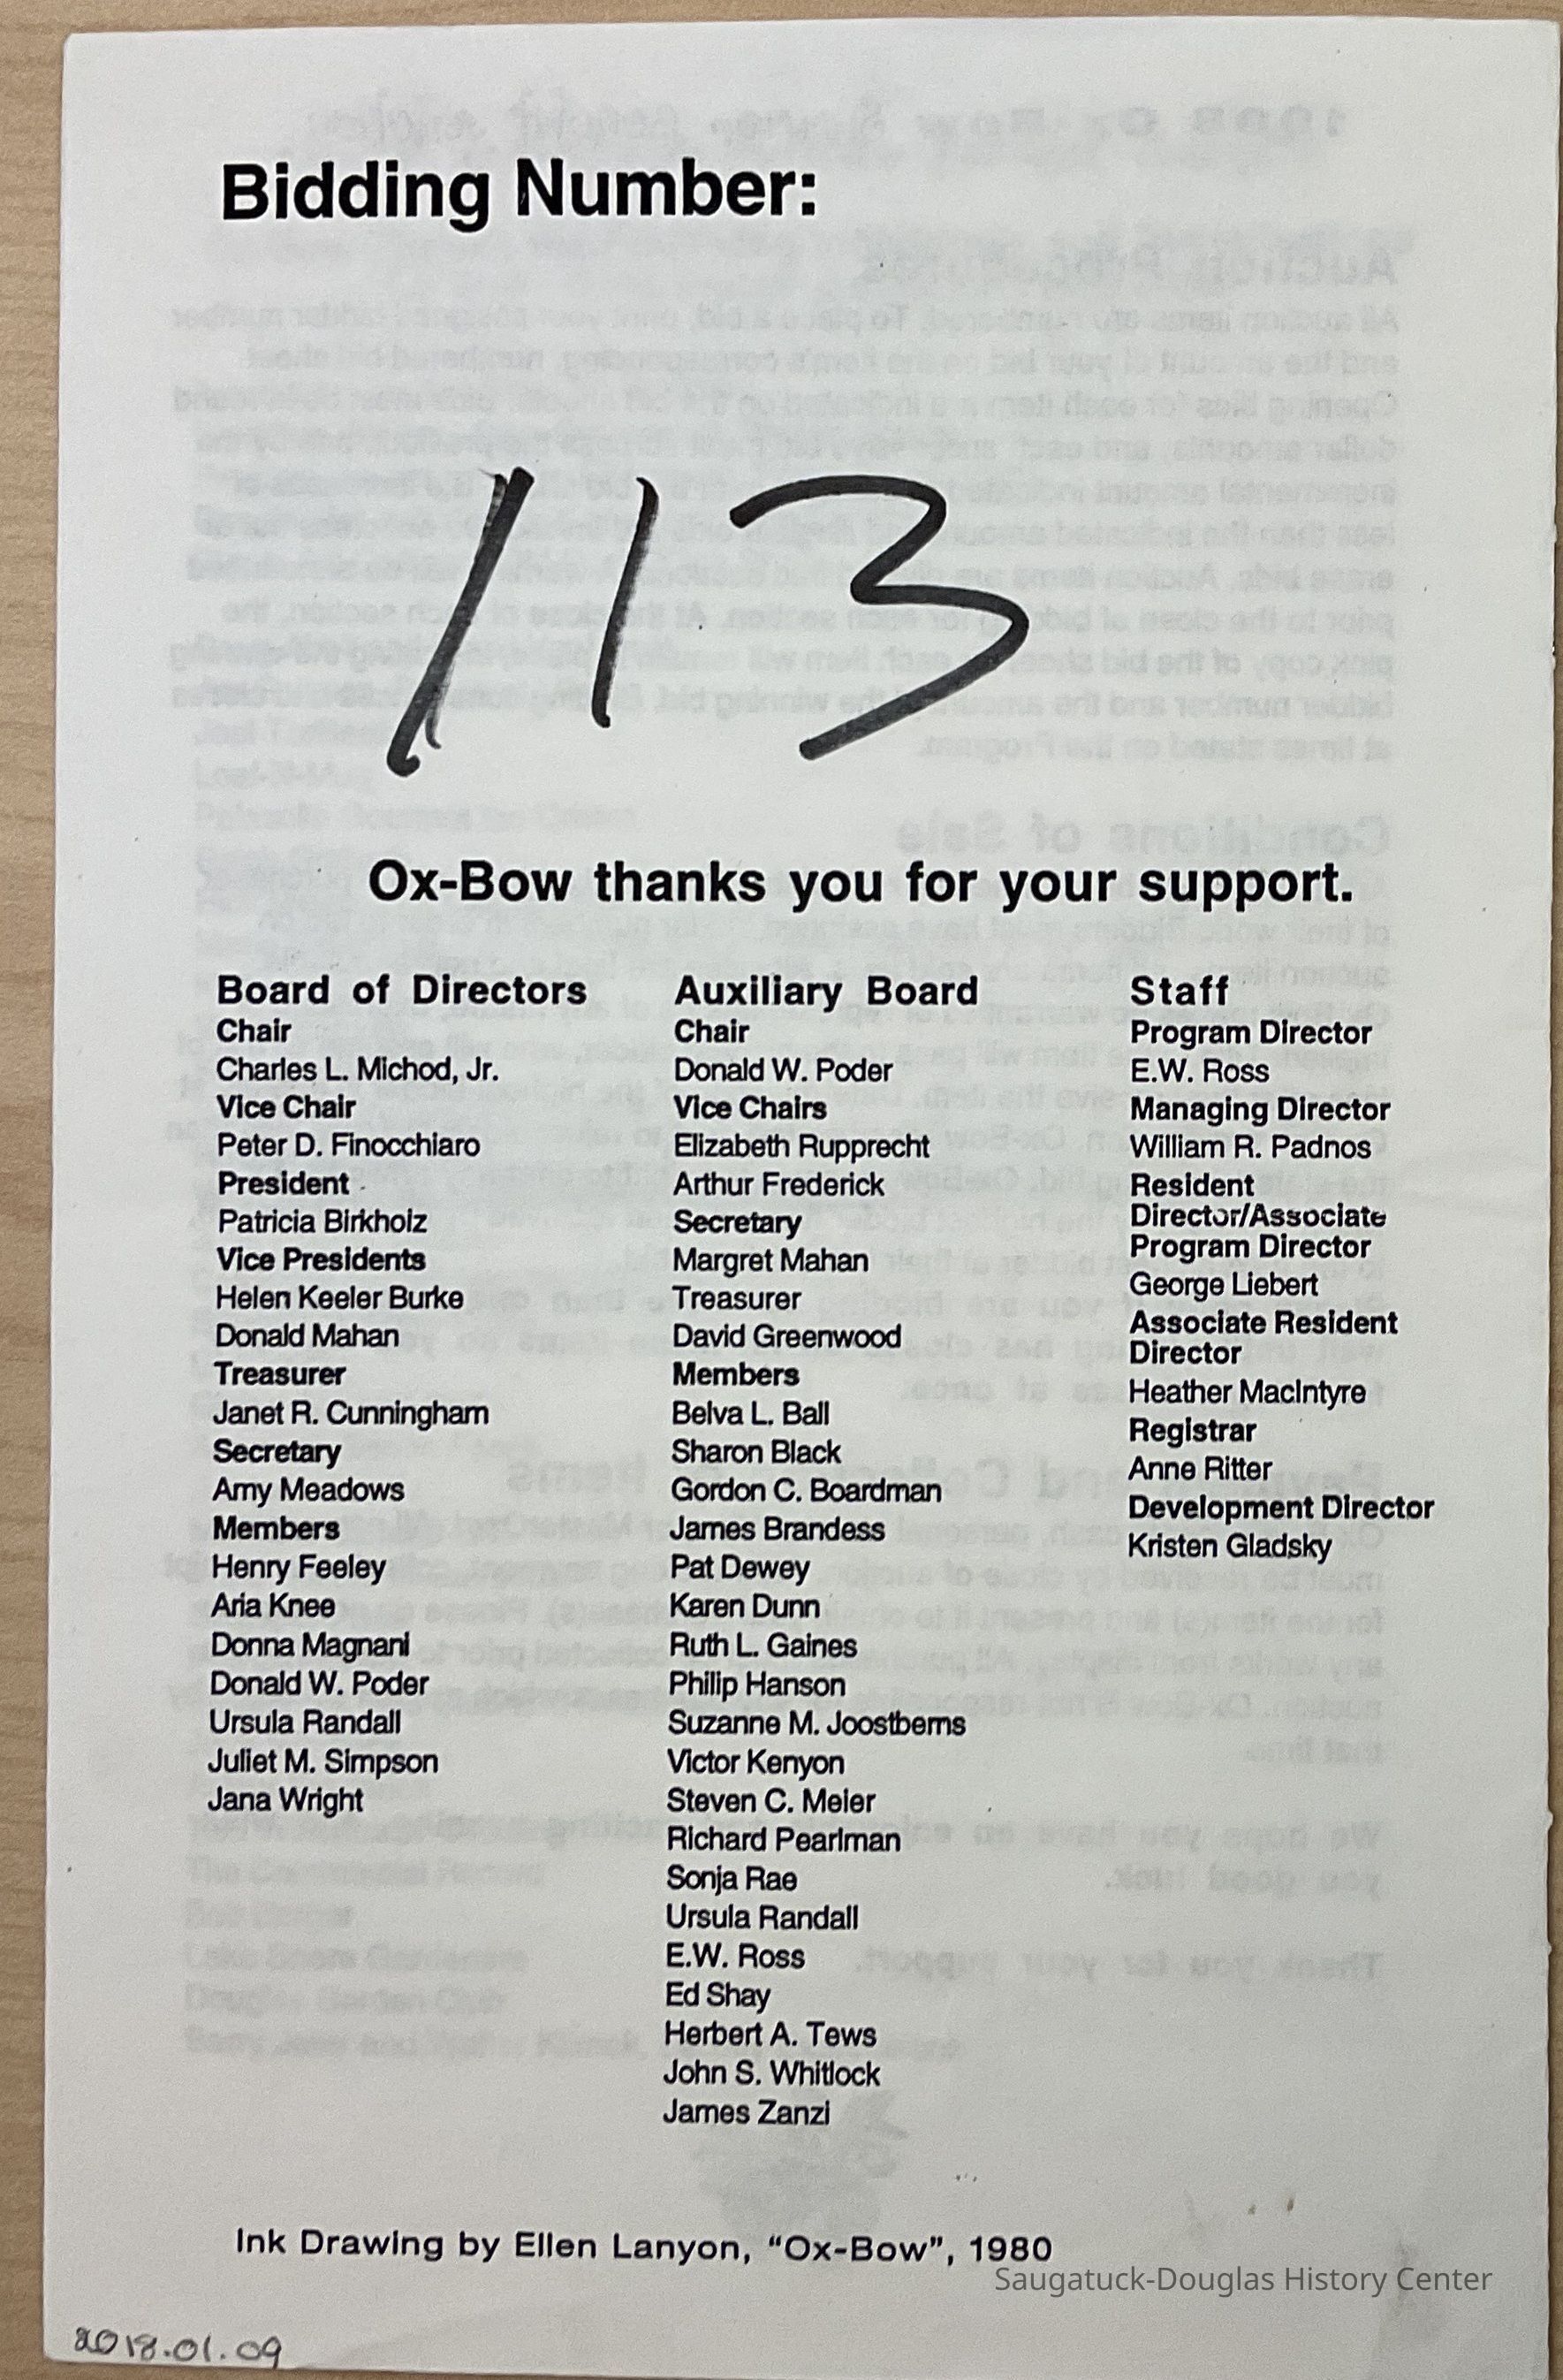 Bidding Number:
113
Ox-Bow thanks you for your support.
Board of Directors
Chair
Charles L. Michod, Jr.
Vice Chair
Peter D. Finocchiaro
President
Patricia Birkholz
Vice Presidents
Helen Keeler Burke
Donald Mahan
Treasurer
Janet R. Cunningham
Secretary
Amy Meadows
Members
Henry Feeley
Aria Knee
Donna Magnani
Donald W. Poder
Ursula Randall
Juliet M. Simpson
Jana Wright
Auxiliary Board
Chair
Donald W. Poder
Vice Chairs
Elizabeth Rupprecht
Arthur Frederick
Secretary
Margret Mahan
Treasurer
David Greenwood
Members
Belva L. Ball
Sharon Black
Gordon C. Boardman
James Brandess
Pat Dewey
Karen Dunn
Ruth L. Gaines
Philip Hanson
Suzanne M. Joostberns
Victor Kenyon
Steven C. Meier
Richard Pearlman
Sonja Rae
Ursula Randall
E.W. Ross
Ed Shay
Herbert A. Tews
John S. Whitlock
James Zanzi
Staff
Program Director
E.W. Ross
Managing Director
William R. Padnos
Resident
Director/Associate
Program Director
George Liebert
Associate Resident
Director
Heather MacIntyre
Registrar
Anne Ritter
Development Director
Kristen Gladsky
Ink Drawing by Ellen Lanyon, “Ox-Bow”, 1980
Saugatuck-Douglas History Center
2018.01.09